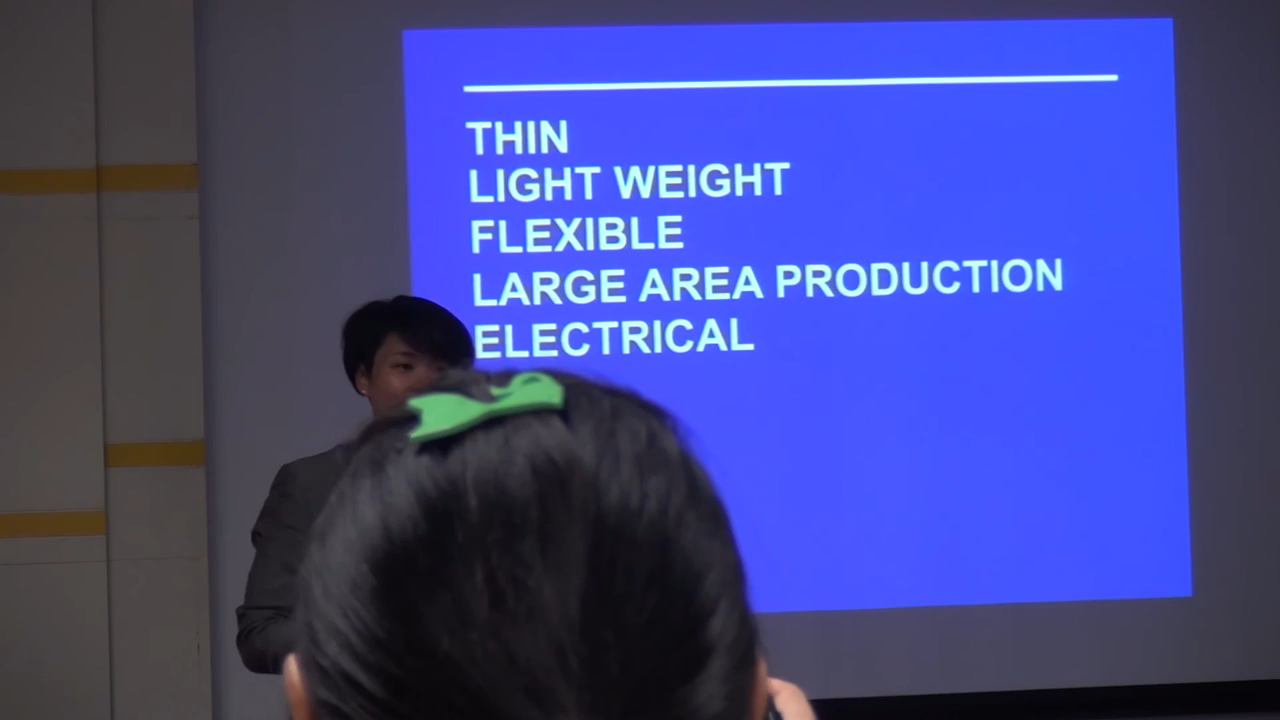 THIN
LIGHT WEIGHT
FLEXIBLE
LARGE AREA PRODUCTION
ELECTRICAL